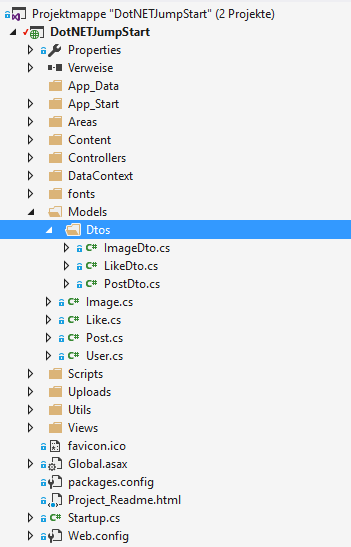 Projektmappe "DotNETJumpStart" (2 Projekte)
DotNETJumpStart
Properties
Verweise
App_Data
App_Start
Areas
Content
Controllers
DataContext
fonts
Models
Dtos
C# ImageDto.cs
C# LikeDto.cs
C# PostDto.cs
C# Image.cs
C# Like.cs
C# Post.cs
C# User.cs
Scripts
Uploads
Utils
Views
favicon.ico
Global.asax
packages.config
Project_Readme.html
C# Startup.cs
Web.config